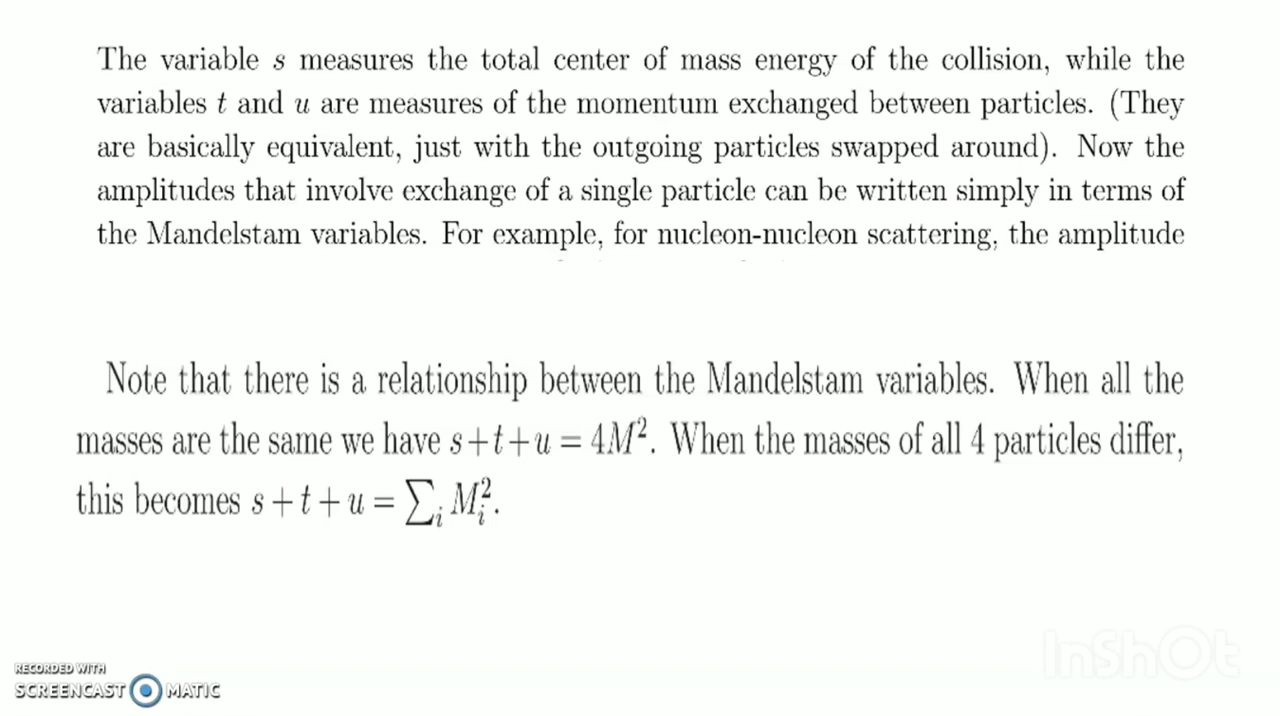 The variable s measures the total center of mass energy of the collision, while the
variables t and u are measures of the momentum exchanged between particles. (They
are basically equivalent, just with the outgoing particles swapped around). Now the
amplitudes that involve exchange of a single particle can be written simply in terms of
the Mandelstam variables. For example, for nucleon-nucleon scattering, the amplitude
Note that there is a relationship between the Mandelstam variables. When all the
masses are the same we have s+t+u = 4M². When the masses of all 4 particles differ,
this becomes s + t + u = ∑ᵢ Mᵢ².
InShOt
RECORDED WITH
SCREENCAST MATIC